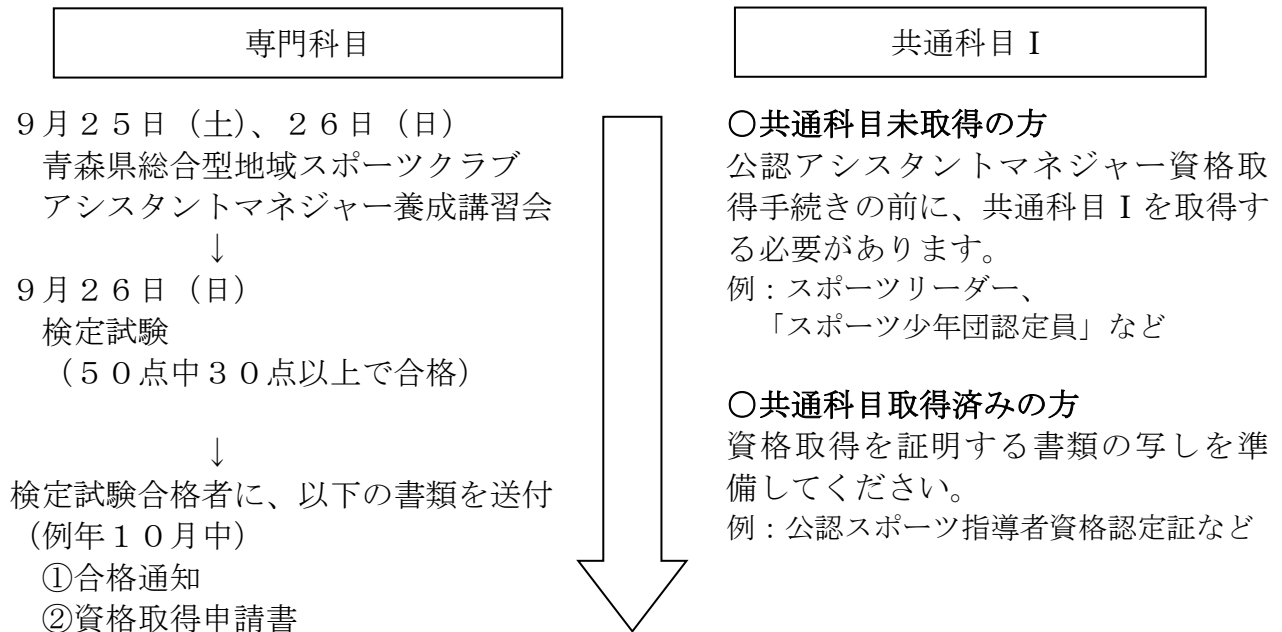 専門科目
９月２５日（土）、２６日（日）
青森県総合型地域スポーツクラブ
アシスタントマネジャー養成講習会
↓
９月２６日（日）
検定試験
（５０点中３０点以上で合格）
↓
検定試験合格者に、以下の書類を送付
（例年１０月中）
①合格通知
②資格取得申請書
共通科目Ⅰ
○共通科目未取得の方
公認アシスタントマネジャー資格取
得手続きの前に、共通科目Ⅰを取得す
る必要があります。
例：スポーツリーダー、
「スポーツ少年団認定員」など
○共通科目取得済みの方
資格取得を証明する書類の写しを準
備してください。
例：公認スポーツ指導者資格認定証など